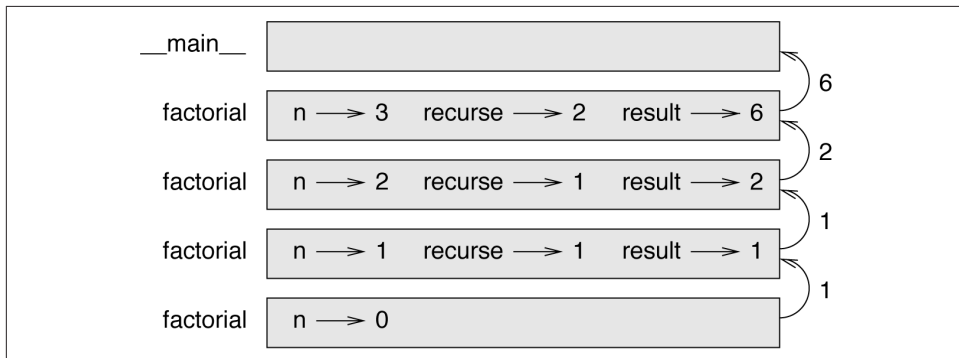 __main__
6
factorial n 3 recurse 2 result 6
2
factorial n 2 recurse 1 result 2
1
factorial n 1 recurse 1 result 1
1
factorial n 0